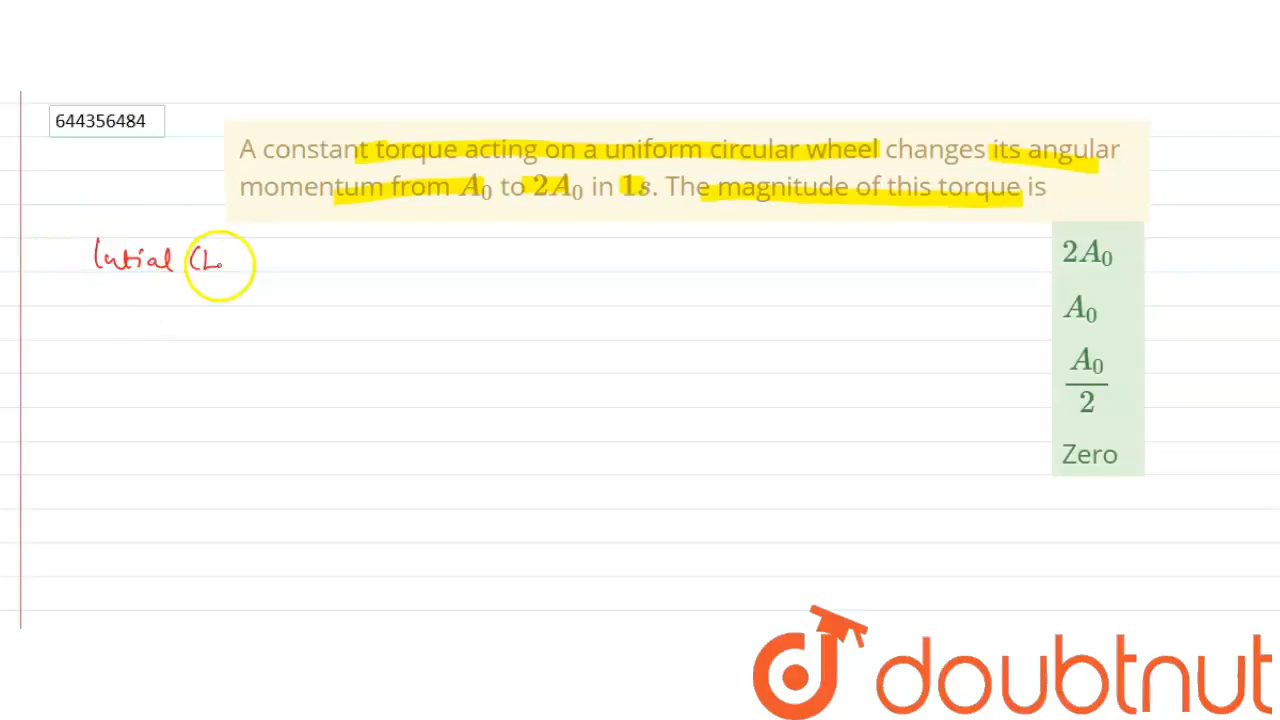 644356484
A constant torque acting on a uniform circular wheel changes its angular
momentum from A₀ to 2A₀ in 1s. The magnitude of this torque is
Initial (L
2A₀
A₀
A₀
2
Zero
doubtnut